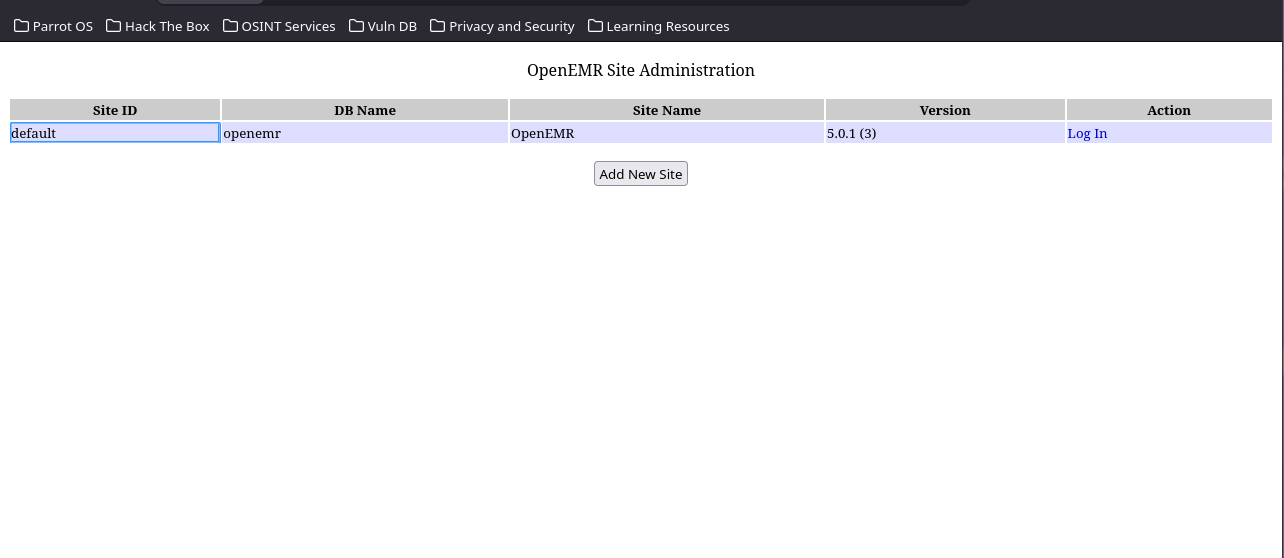 Parrot OS Hack The Box OSINT Services Vuln DB Privacy and Security Learning Resources
OpenEMR Site Administration
Site ID DB Name Site Name Version Action
default openemr OpenEMR 5.0.1 (3) Log In
Add New Site